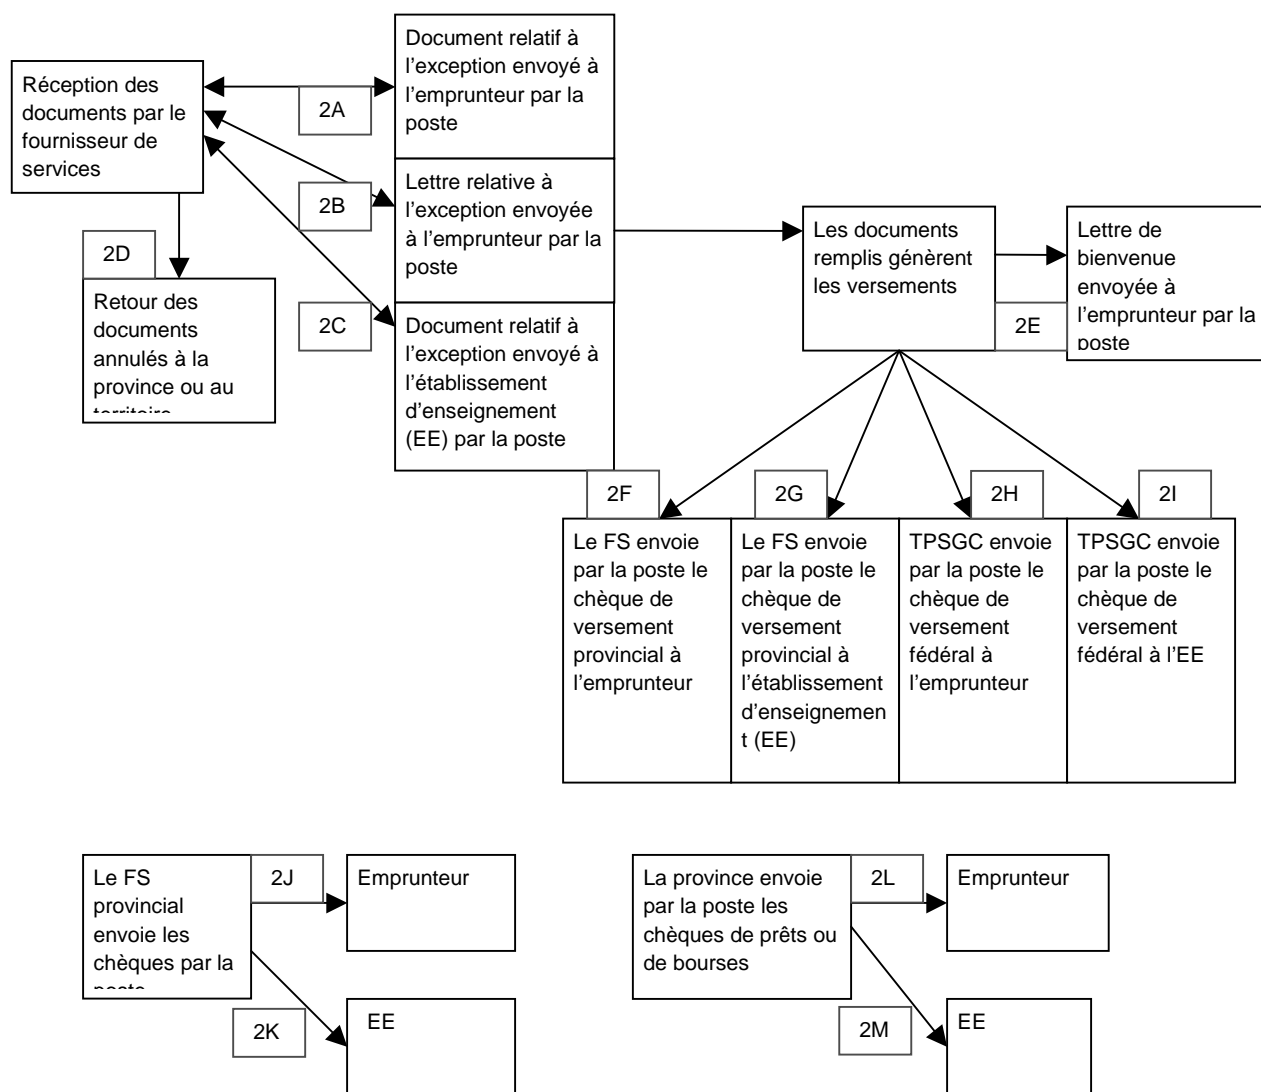 Document relatif à
l'exception envoyé à
l'emprunteur par la
poste
Réception des
documents par le
fournisseur de
services
2A
Lettre relative à
l'exception envoyée
à l'emprunteur par la
poste
2B
2D
Retour des
documents
annulés à la
province ou au
territoire
2C
Document relatif à
l'exception envoyé à
l'établissement
d'enseignement
(EE) par la poste
Les documents
remplis génèrent
les versements
2E
Lettre de
bienvenue
envoyée à
l'emprunteur par la
poste
2F
2G
2H
2I
Le FS envoie
par la poste le
chèque de
versement
provincial à
l'emprunteur
Le FS envoie
par la poste le
chèque de
versement
provincial à
l'établissement
d'enseignemen
t (EE)
TPSGC envoie
par la poste le
chèque de
versement
fédéral à
l'emprunteur
TPSGC envoie
par la poste le
chèque de
versement
fédéral à l'EE
Le FS
provincial
envoie les
chèques par la
poste
2J
Emprunteur
2K
EE
La province envoie
par la poste les
chèques de prêts ou
de bourses
2L
Emprunteur
2M
EE